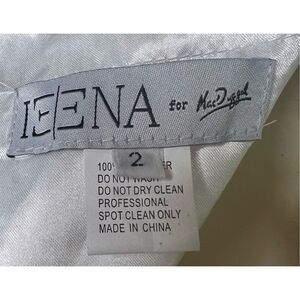 IEENA for Mac Duggal
2
100%
DO NOT WASH
DO NOT DRY CLEAN
PROFESSIONAL
SPOT CLEAN ONLY
MADE IN CHINA